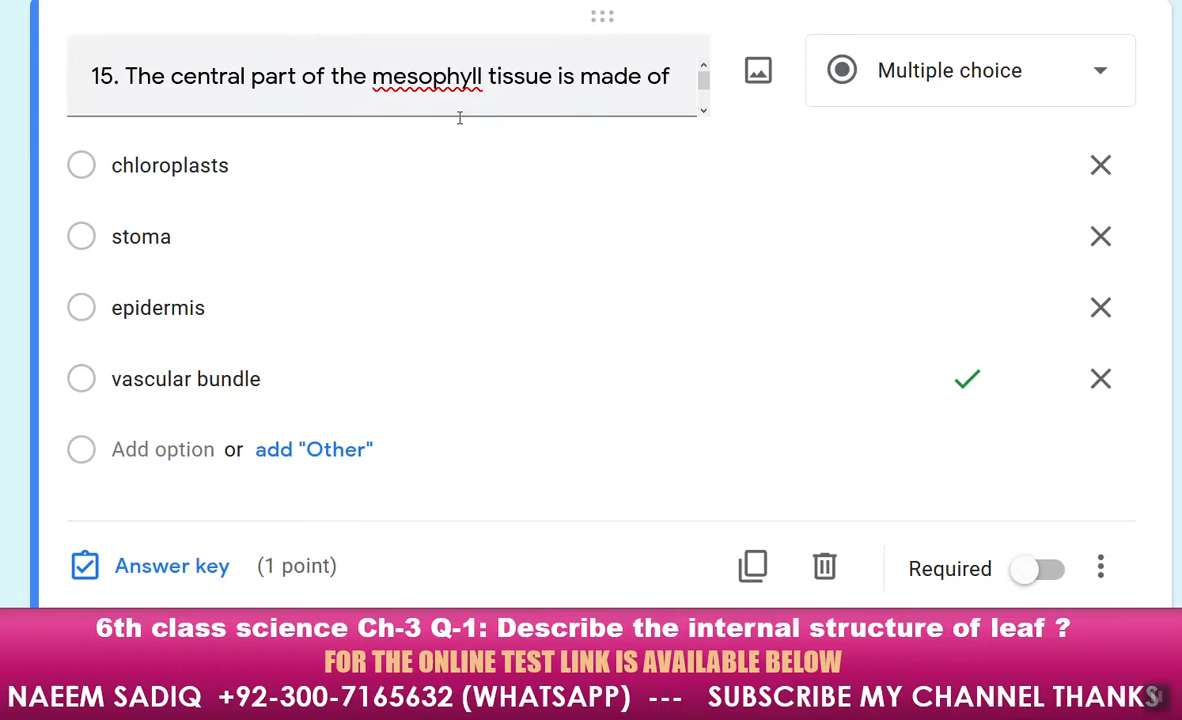 15. The central part of the mesophyll tissue is made of
Multiple choice
chloroplasts
stoma
epidermis
vascular bundle
Add option or add "Other"
Answer key (1 point)
Required
6th class science Ch-3 Q-1: Describe the internal structure of leaf ?
FOR THE ONLINE TEST LINK IS AVAILABLE BELOW
NAEEM SADIQ +92-300-7165632 (WHATSAPP) --- SUBSCRIBE MY CHANNEL THANKS